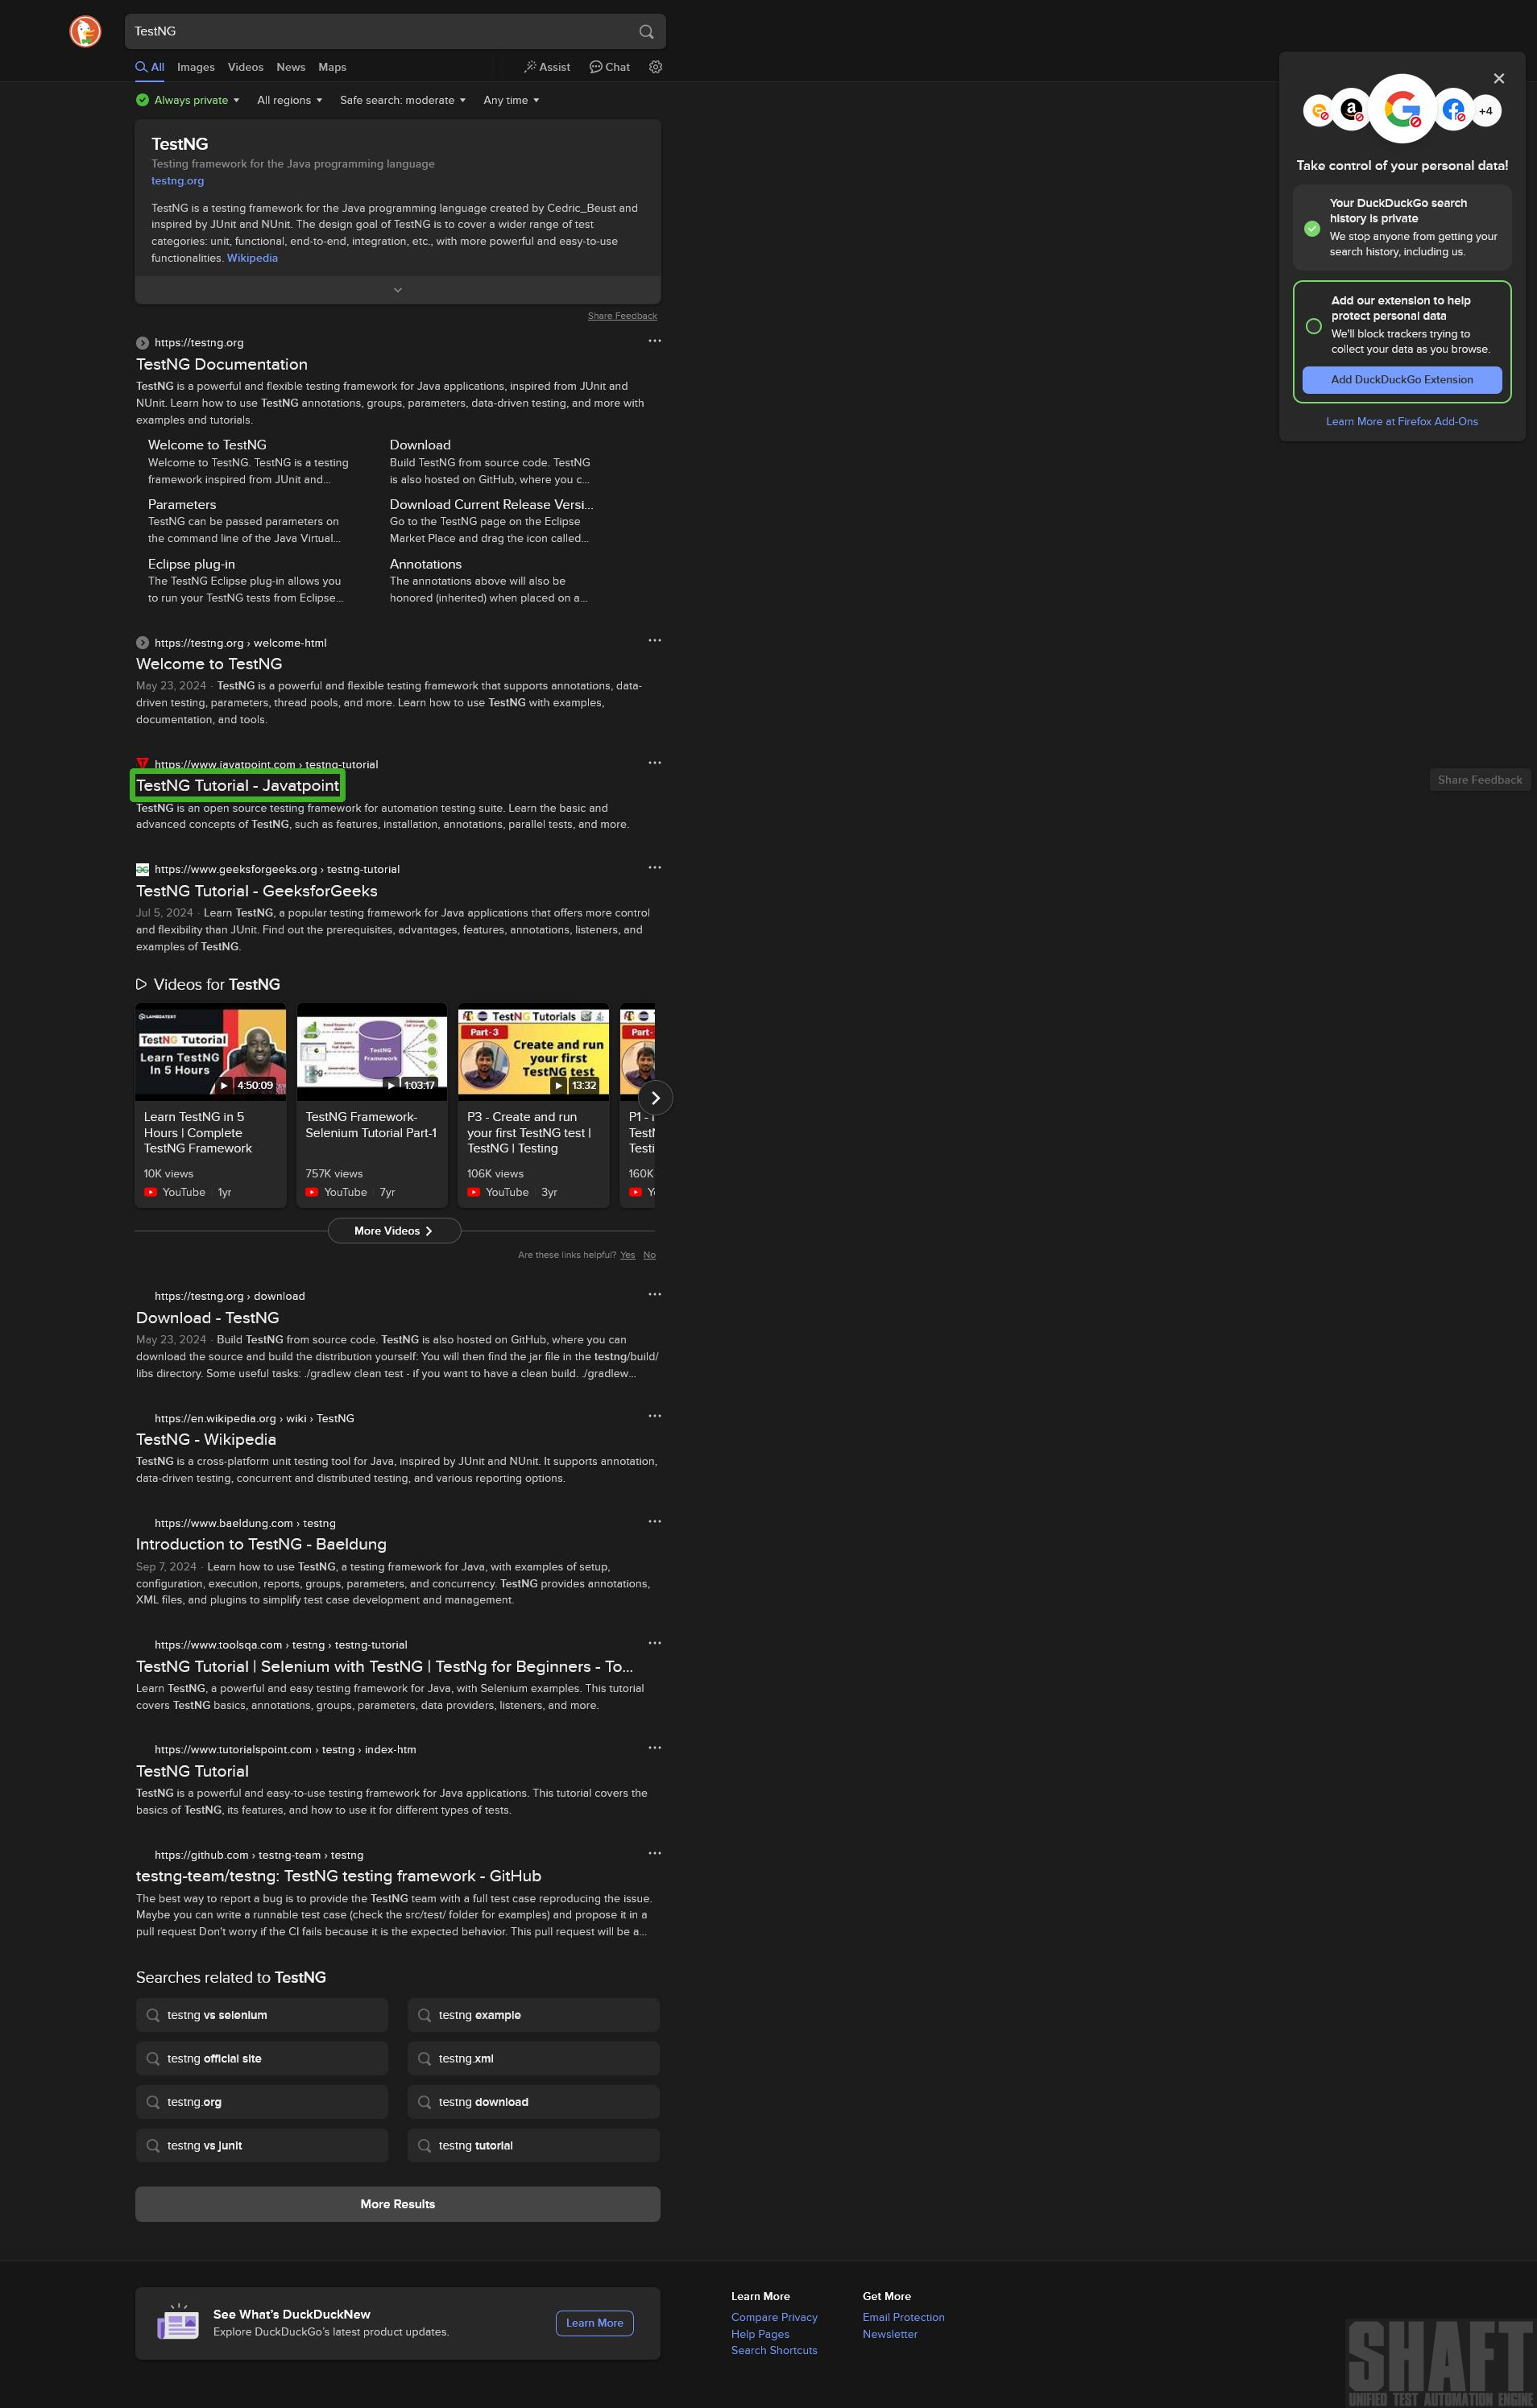 TestNG
All Images Videos News Maps Assist Chat
Always private All regions Safe search: moderate Any time
TestNG
Testing framework for the Java programming language
testng.org
TestNG is a testing framework for the Java programming language created by Cedric_Beust and
inspired by JUnit and NUnit. The design goal of TestNG is to cover a wider range of test
categories: unit, functional, end-to-end, integration, etc., with more powerful and easy-to-use
functionalities. Wikipedia
Share Feedback
https://testng.org
TestNG Documentation
TestNG is a powerful and flexible testing framework for Java applications, inspired from JUnit and
NUnit. Learn how to use TestNG annotations, groups, parameters, data-driven testing, and more with
examples and tutorials.
Welcome to TestNG
Welcome to TestNG. TestNG is a testing
framework inspired from JUnit and...
Download
Build TestNG from source code. TestNG
is also hosted on GitHub, where you c...
Parameters
TestNG can be passed parameters on
the command line of the Java Virtual...
Download Current Release Versi...
Go to the TestNG page on the Eclipse
Market Place and drag the icon called...
Eclipse plug-in
The TestNG Eclipse plug-in allows you
to run your TestNG tests from Eclipse...
Annotations
The annotations above will also be
honored (inherited) when placed on a...
https://testng.org › welcome-html
Welcome to TestNG
May 23, 2024 · TestNG is a powerful and flexible testing framework that supports annotations, data-
driven testing, parameters, thread pools, and more. Learn how to use TestNG with examples,
documentation, and tools.
https://www.javatpoint.com › testng-tutorial
TestNG Tutorial - Javatpoint
TestNG is an open source testing framework for automation testing suite. Learn the basic and
advanced concepts of TestNG, such as features, installation, annotations, parallel tests, and more.
https://www.geeksforgeeks.org › testng-tutorial
TestNG Tutorial - GeeksforGeeks
Jul 5, 2024 · Learn TestNG, a popular testing framework for Java applications that offers more control
and flexibility than JUnit. Find out the prerequisites, advantages, features, annotations, listeners, and
examples of TestNG.
Videos for TestNG
LAMBDATEST
TestNG Tutorial
Learn TestNG
In 5 Hours
4:50:09
Learn TestNG in 5
Hours | Complete
TestNG Framework
10K views
YouTube 1yr
TestNG
Framework
1:03:17
TestNG Framework-
Selenium Tutorial Part-1
757K views
YouTube 7yr
TestNG Tutorials
Part-3
Create and run
your first
TestNG test
13:32
P3 - Create and run
your first TestNG test |
TestNG | Testing
106K views
YouTube 3yr
Part-
P1 -
Test
Testi
160K
More Videos
Are these links helpful? Yes No
https://testng.org › download
Download - TestNG
May 23, 2024 · Build TestNG from source code. TestNG is also hosted on GitHub, where you can
download the source and build the distribution yourself: You will then find the jar file in the testng/build/
libs directory. Some useful tasks: ./gradlew clean test - if you want to have a clean build. ./gradlew...
https://en.wikipedia.org › wiki › TestNG
TestNG - Wikipedia
TestNG is a cross-platform unit testing tool for Java, inspired by JUnit and NUnit. It supports annotation,
data-driven testing, concurrent and distributed testing, and various reporting options.
https://www.baeldung.com › testng
Introduction to TestNG - Baeldung
Sep 7, 2024 · Learn how to use TestNG, a testing framework for Java, with examples of setup,
configuration, execution, reports, groups, parameters, and concurrency. TestNG provides annotations,
XML files, and plugins to simplify test case development and management.
https://www.toolsqa.com › testng › testng-tutorial
TestNG Tutorial | Selenium with TestNG | TestNg for Beginners - To...
Learn TestNG, a powerful and easy testing framework for Java, with Selenium examples. This tutorial
covers TestNG basics, annotations, groups, parameters, data providers, listeners, and more.
https://www.tutorialspoint.com › testng › index-htm
TestNG Tutorial
TestNG is a powerful and easy-to-use testing framework for Java applications. This tutorial covers the
basics of TestNG, its features, and how to use it for different types of tests.
https://github.com › testng-team › testng
testng-team/testng: TestNG testing framework - GitHub
The best way to report a bug is to provide the TestNG team with a full test case reproducing the issue.
Maybe you can write a runnable test case (check the src/test/ folder for examples) and propose it in a
pull request Don't worry if the CI fails because it is the expected behavior. This pull request will be a...
Searches related to TestNG
testng vs selenium
testng example
testng official site
testng.xml
testng.org
testng download
testng vs junit
testng tutorial
More Results
See What's DuckDuckNew
Explore DuckDuckGo's latest product updates.
Learn More
Learn More
Compare Privacy
Help Pages
Search Shortcuts
Get More
Email Protection
Newsletter
+4
Take control of your personal data!
Your DuckDuckGo search
history is private
We stop anyone from getting your
search history, including us.
Add our extension to help
protect personal data
We'll block trackers trying to
collect your data as you browse.
Add DuckDuckGo Extension
Learn More at Firefox Add-Ons
Share Feedback
SHAFT
UNIFIED TEST AUTOMATION ENGINE